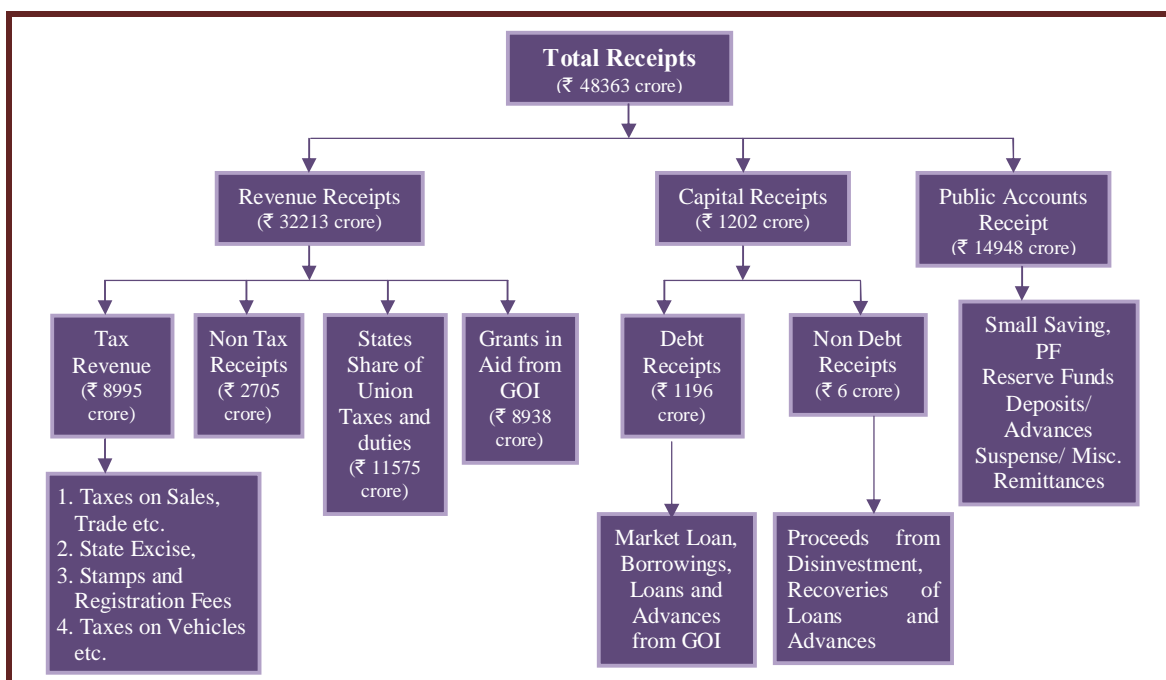 Total Receipts
(₹ 48363 crore)
Revenue Receipts
(₹ 32213 crore)
Capital Receipts
(₹ 1202 crore)
Public Accounts
Receipt
(₹ 14948 crore)
Tax
Revenue
(₹ 8995
crore)
Non Tax
Receipts
(₹ 2705
crore)
States
Share of
Union
Taxes and
duties
(₹ 11575
crore)
Grants in
Aid from
GOI
(₹ 8938
crore)
Debt
Receipts
(₹ 1196
crore)
Non Debt
Receipts
(₹ 6 crore)
Small Saving,
PF
Reserve Funds
Deposits/
Advances
Suspense/ Misc.
Remittances
1. Taxes on Sales,
Trade etc.
2. State Excise,
3. Stamps and
Registration Fees
4. Taxes on Vehicles
etc.
Market Loan,
Borrowings,
Loans and
Advances
from GOI
Proceeds from
Disinvestment,
Recoveries of
Loans and
Advances